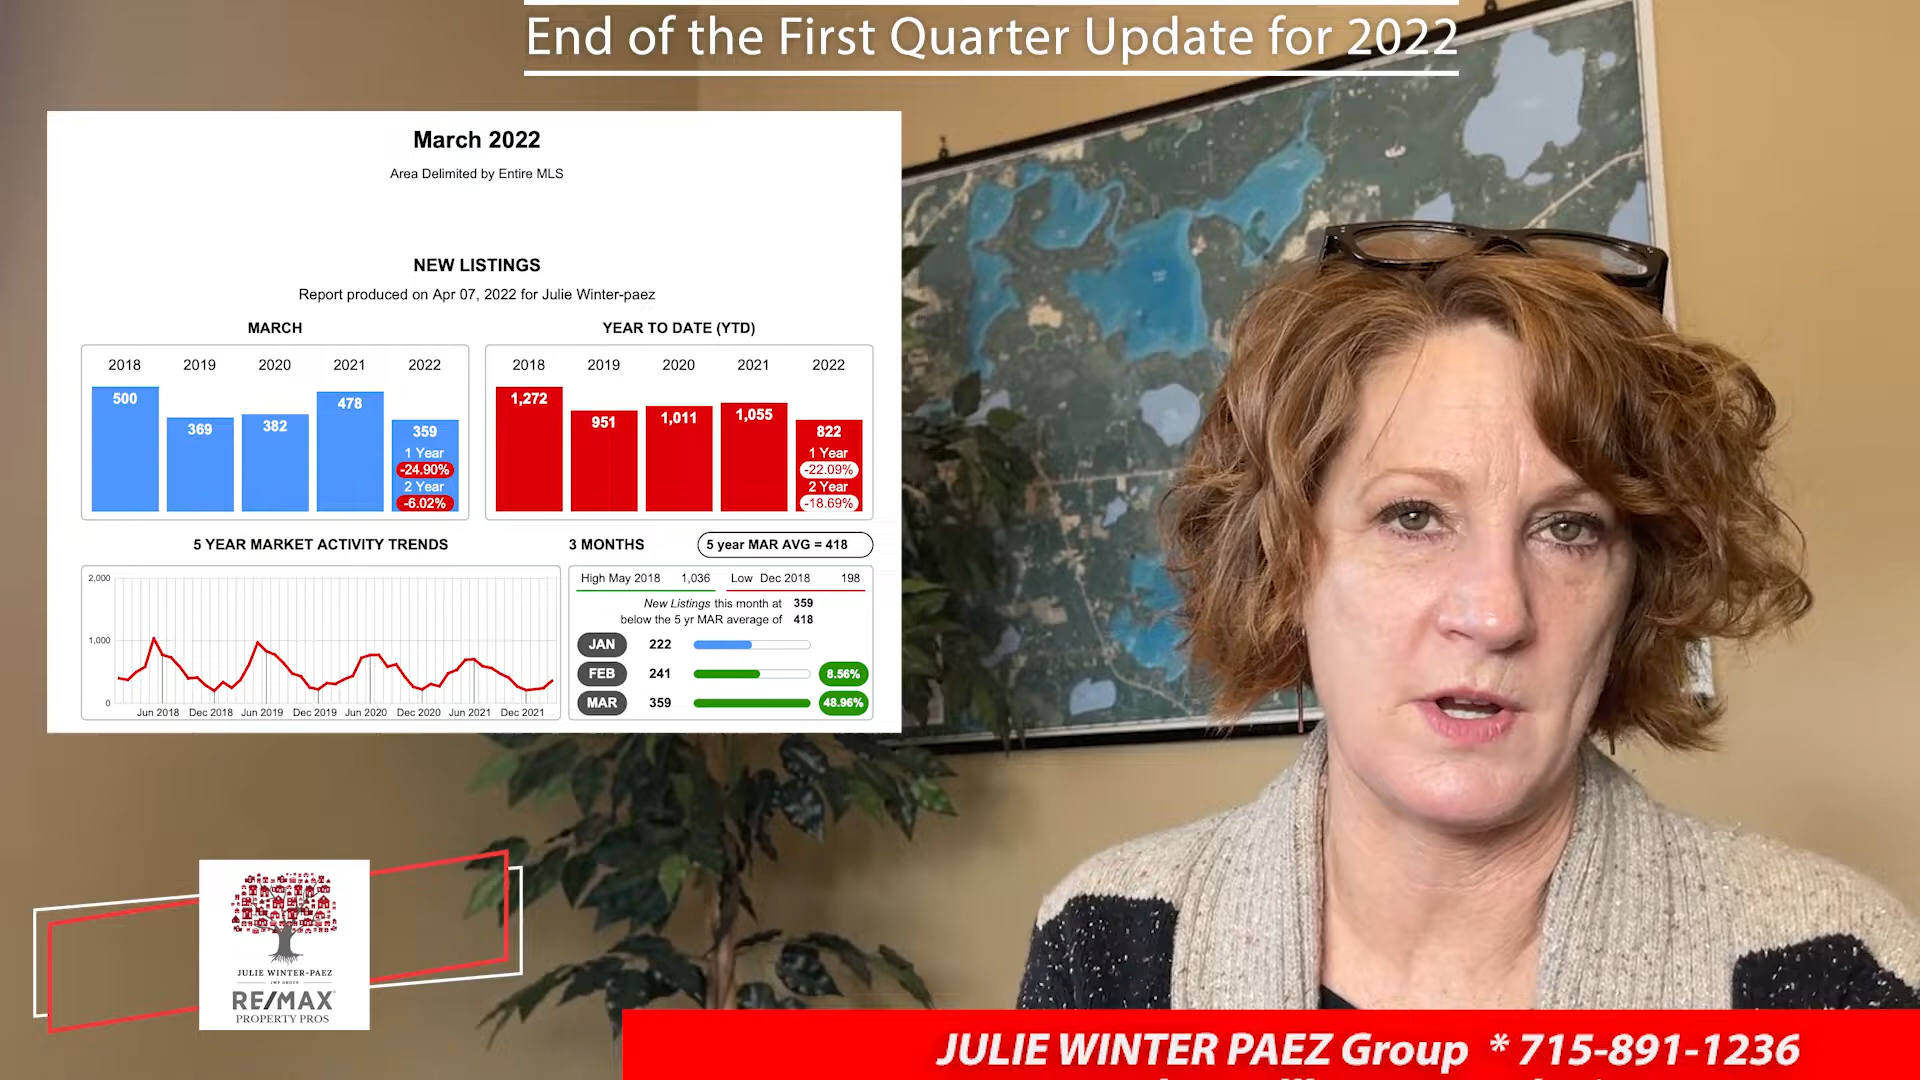 End of the First Quarter Update for 2022
March 2022
Area Delimited by Entire MLS
NEW LISTINGS
Report produced on Apr 07, 2022 for Julie Winter-paez
MARCH
2018 2019 2020 2021 2022
500 369 382 478 359
1 Year
-24.90%
2 Year
-6.02%
YEAR TO DATE (YTD)
2018 2019 2020 2021 2022
1,272 951 1,011 1,055 822
1 Year
-22.09%
2 Year
-18.69%
5 YEAR MARKET ACTIVITY TRENDS
2,000
1,000
0
Jun 2018 Dec 2018 Jun 2019 Dec 2019 Jun 2020 Dec 2020 Jun 2021 Dec 2021
3 MONTHS
5 year MAR AVG = 418
High May 2018 1,036 Low Dec 2018 198
New Listings this month at 359
below the 5 yr MAR average of 418
JAN 222
FEB 241 8.56%
MAR 359 48.96%
JULIE WINTER-PAEZ
JWP GROUP
RE/MAX
PROPERTY PROS
JULIE WINTER PAEZ Group * 715-891-1236